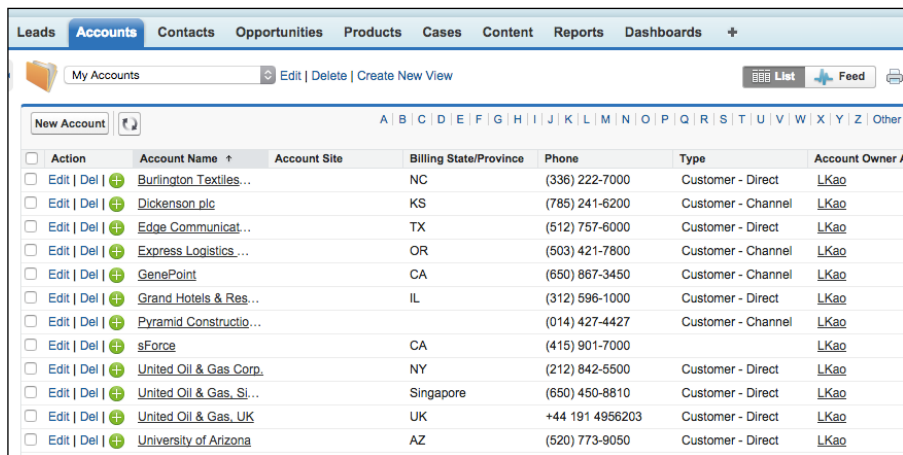 Leads Accounts Contacts Opportunities Products Cases Content Reports Dashboards +
My Accounts Edit | Delete | Create New View List Feed
New Account A | B | C | D | E | F | G | H | I | J | K | L | M | N | O | P | Q | R | S | T | U | V | W | X | Y | Z | Other
Action Account Name ↑ Account Site Billing State/Province Phone Type Account Owner A
Edit | Del | Burlington Textiles... NC (336) 222-7000 Customer - Direct LKao
Edit | Del | Dickenson plc KS (785) 241-6200 Customer - Channel LKao
Edit | Del | Edge Communicat... TX (512) 757-6000 Customer - Direct LKao
Edit | Del | Express Logistics ... OR (503) 421-7800 Customer - Channel LKao
Edit | Del | GenePoint CA (650) 867-3450 Customer - Channel LKao
Edit | Del | Grand Hotels & Res... IL (312) 596-1000 Customer - Direct LKao
Edit | Del | Pyramid Constructio... (014) 427-4427 Customer - Channel LKao
Edit | Del | sForce CA (415) 901-7000 LKao
Edit | Del | United Oil & Gas Corp. NY (212) 842-5500 Customer - Direct LKao
Edit | Del | United Oil & Gas, Si... Singapore (650) 450-8810 Customer - Direct LKao
Edit | Del | United Oil & Gas, UK UK +44 191 4956203 Customer - Direct LKao
Edit | Del | University of Arizona AZ (520) 773-9050 Customer - Direct LKao